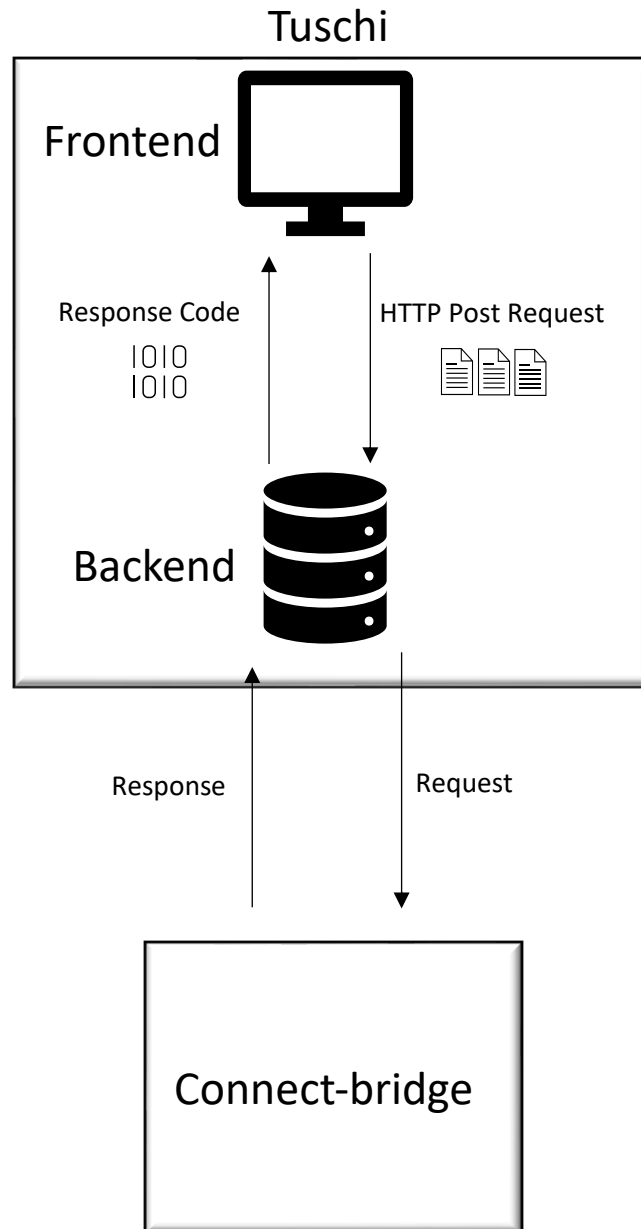 Tuschi
Frontend
Response Code
HTTP Post Request
1010
1010
Backend
Response
Request
Connect-bridge